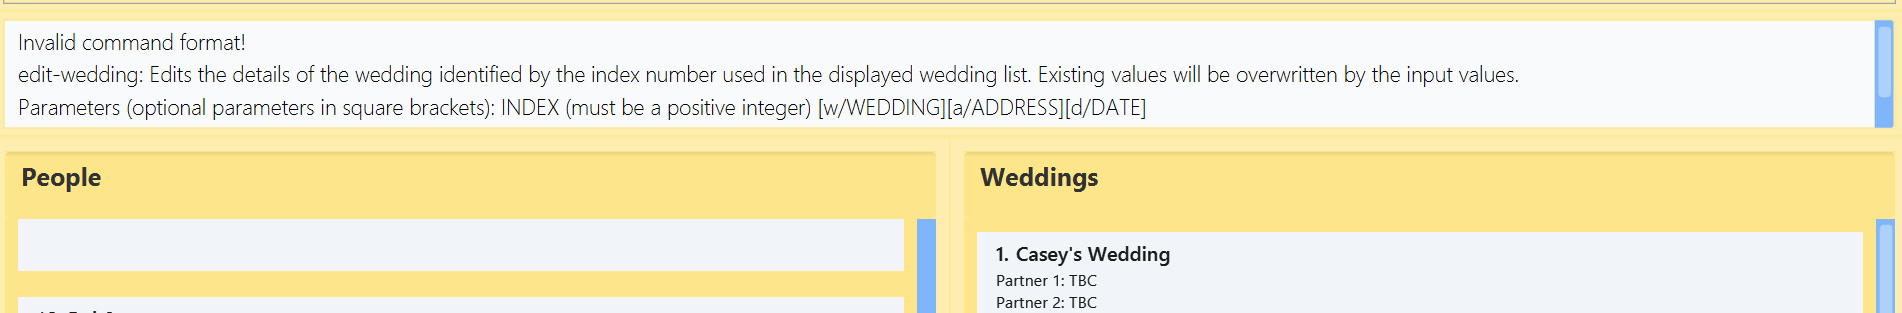 Invalid command format!
edit-wedding: Edits the details of the wedding identified by the index number used in the displayed wedding list. Existing values will be overwritten by the input values.
Parameters (optional parameters in square brackets): INDEX (must be a positive integer) [w/WEDDING][a/ADDRESS][d/DATE]
People
Weddings
1. Casey's Wedding
Partner 1: TBC
Partner 2: TBC